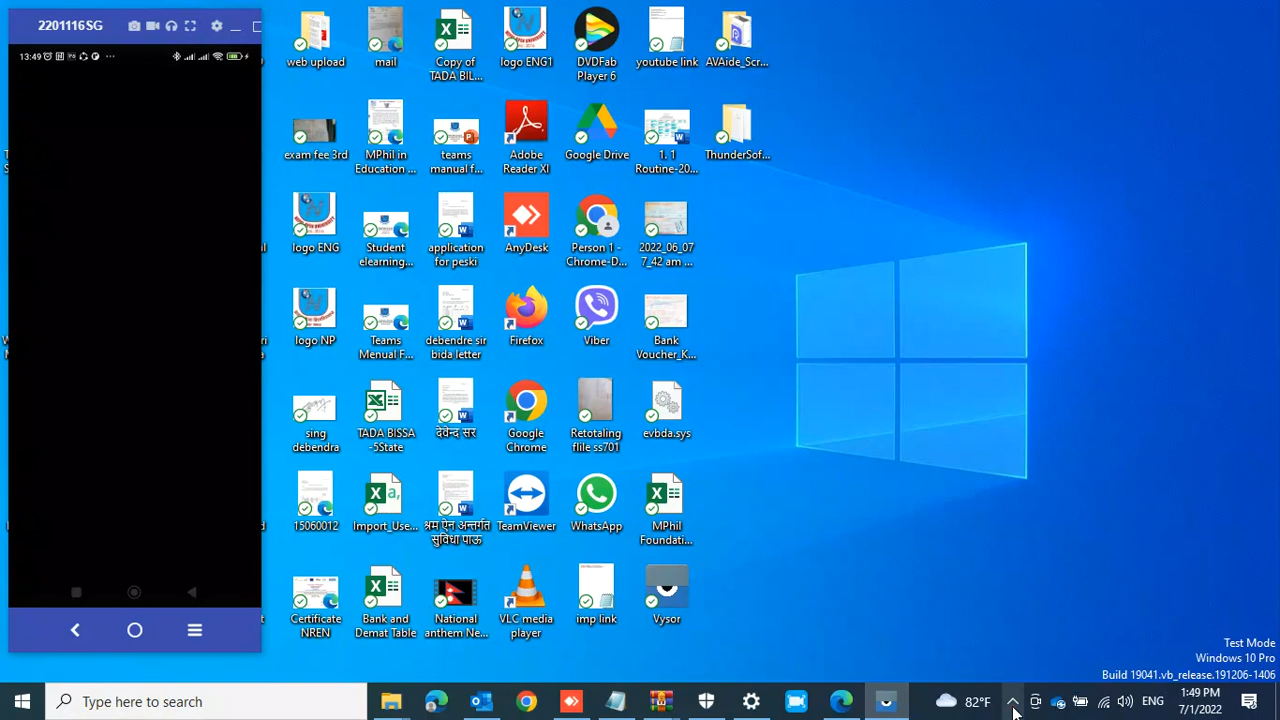 2201116SG
13:49
web upload
mail
Copy of
TADA BIL...
logo ENG1
DVDFab
Player 6
youtube link
AVAide_Scr...
exam fee 3rd
MPhil in
Education ...
teams
manual f...
Adobe
Reader XI
Google Drive
1. 1
Routine-20...
ThunderSof...
logo ENG
Student
elearning...
application
for peski
AnyDesk
Person 1 -
Chrome-D...
2022_06_07
7_42 am ...
logo NP
Teams
Menual F...
debendre sir
bida letter
Firefox
Viber
Bank
Voucher_K...
sing
debendra
TADA BISSA
-5State
देवेन्द सर
Google
Chrome
Retotaling
flile ss701
evbda.sys
15060012
Import_Use...
श्रम ऐन अन्तर्गत
सुविधा पाऊ
TeamViewer
WhatsApp
MPhil
Foundati...
Certificate
NREN
Bank and
Demat Table
National
anthem Ne...
VLC media
player
imp link
Vysor
Test Mode
Windows 10 Pro
Build 19041.vb_release.191206-1406
Type here to search
82°F
ENG
1:49 PM
7/1/2022